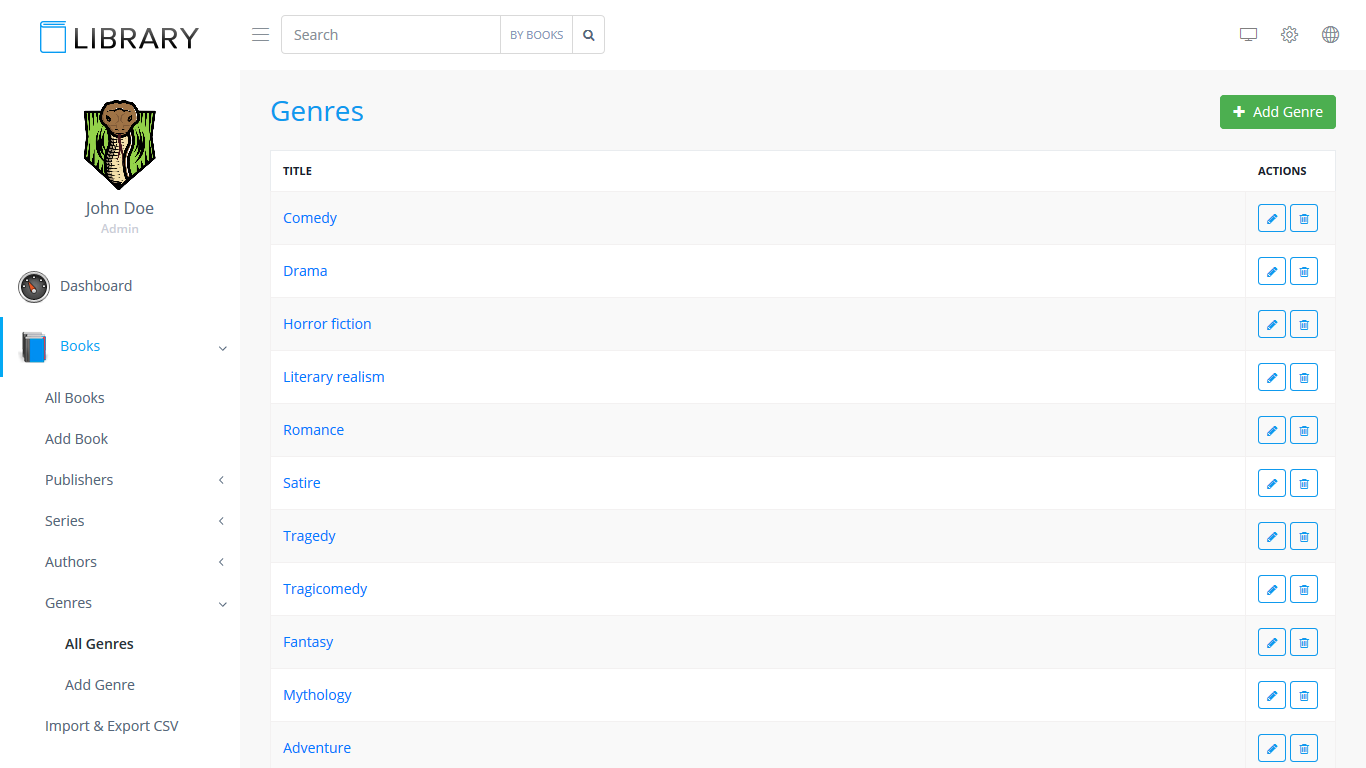 LIBRARY
Search
BY BOOKS
John Doe
Admin
Dashboard
Books
All Books
Add Book
Publishers
Series
Authors
Genres
All Genres
Add Genre
Import & Export CSV
Genres
Add Genre
TITLE
ACTIONS
Comedy
Drama
Horror fiction
Literary realism
Romance
Satire
Tragedy
Tragicomedy
Fantasy
Mythology
Adventure